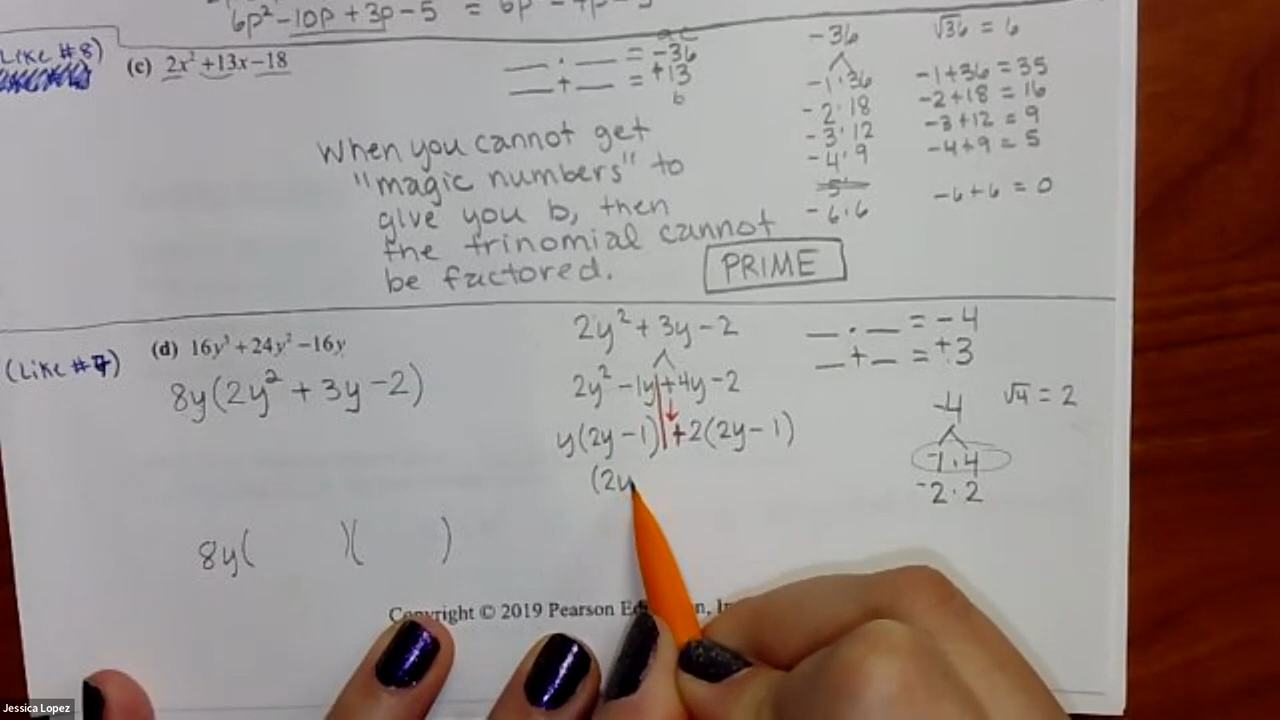 6p² -10p + 3p - 5 =
(Like #8)
(c) 2x² +13x -18
__ · __ = -36
ac
__ + __ = +13
b
-36
-1·36
-2·18
-3·12
-4·9
5
-6·6
√36 = 6
-1+36 = 35
-2+18 = 16
-3+12 = 9
-4+9 = 5
-6+6 = 0
When you cannot get
"magic numbers" to
give you b, then
the trinomial cannot
be factored.
PRIME
(Like #7)
(d) 16y³ + 24y² -16y
8y(2y² + 3y - 2)
8y( )( )
2y² + 3y - 2
2y² - 1y + 4y - 2
y(2y - 1) + 2(2y - 1)
(2y
__ · __ = -4
__ + __ = +3
-4
-1·4
-2·2
√4 = 2
Copyright © 2019 Pearson
Jessica Lopez